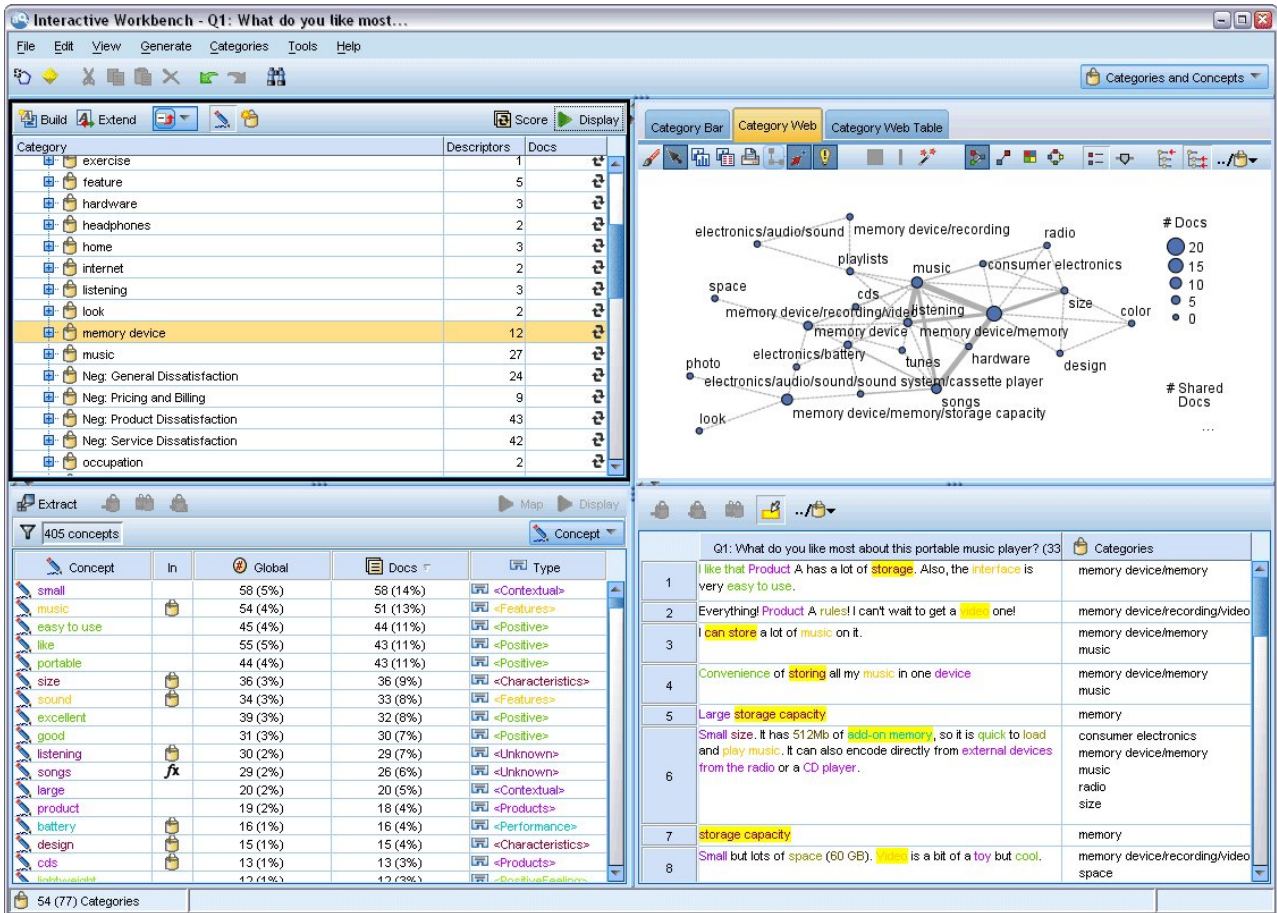 Interactive Workbench - Q1: What do you like most...
File Edit View Generate Categories Tools Help
Categories and Concepts
Build Extend Score Display
Category Descriptors Docs
exercise 1
feature 5
hardware 3
headphones 2
home 3
internet 2
listening 3
look 2
memory device 12
music 27
Neg: General Dissatisfaction 24
Neg: Pricing and Billing 9
Neg: Product Dissatisfaction 43
Neg: Service Dissatisfaction 42
occupation 2
Category Bar Category Web Category Web Table
../
electronics/audio/sound memory device/recording radio
playlists music consumer electronics
space cds size
memory device/recording/video listening color
memory device memory device/memory
electronics/battery tunes hardware design
photo
electronics/audio/sound/sound system/cassette player
songs
memory device/memory/storage capacity
look
# Docs
20
15
10
5
0
# Shared
Docs
...
Extract Map Display
405 concepts Concept
Concept In Global Docs Type
small 58 (5%) 58 (14%) <Contextual>
music 54 (4%) 51 (13%) <Features>
easy to use 45 (4%) 44 (11%) <Positive>
like 55 (5%) 43 (11%) <Positive>
portable 44 (4%) 43 (11%) <Positive>
size 36 (3%) 36 (9%) <Characteristics>
sound 34 (3%) 33 (8%) <Features>
excellent 39 (3%) 32 (8%) <Positive>
good 31 (3%) 30 (7%) <Positive>
listening 30 (2%) 29 (7%) <Unknown>
songs fx 29 (2%) 26 (6%) <Unknown>
large 20 (2%) 20 (5%) <Contextual>
product 19 (2%) 18 (4%) <Products>
battery 16 (1%) 16 (4%) <Performance>
design 15 (1%) 15 (4%) <Characteristics>
cds 13 (1%) 13 (3%) <Products>
lightweight 12 (1%) 12 (3%) <PositiveFeeling>
../
Q1: What do you like most about this portable music player? (33 Categories
1 I like that Product A has a lot of storage. Also, the interface is
very easy to use.
memory device/memory
2 Everything! Product A rules! I can't wait to get a video one! memory device/recording/video
3 I can store a lot of music on it.
memory device/memory
music
4 Convenience of storing all my music in one device
memory device/memory
music
5 Large storage capacity memory
6 Small size. It has 512Mb of add-on memory, so it is quick to load
and play music. It can also encode directly from external devices
from the radio or a CD player.
consumer electronics
memory device/memory
music
radio
size
7 storage capacity memory
8 Small but lots of space (60 GB). Video is a bit of a toy but cool.
memory device/recording/video
space
54 (77) Categories